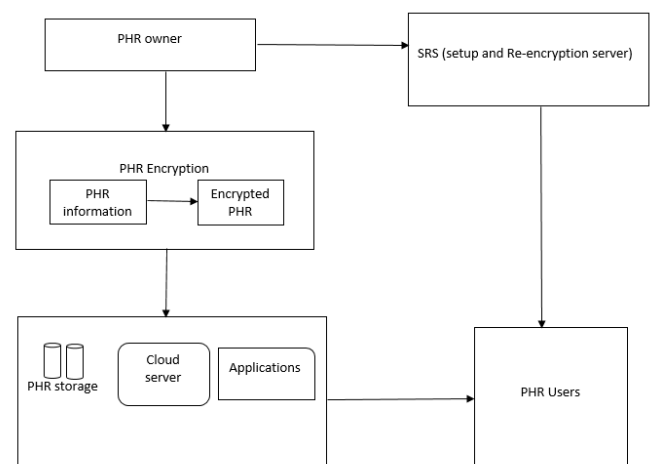 PHR owner
SRS (setup and Re-encryption server)
PHR Encryption
PHR
information
Encrypted
PHR
PHR storage
Cloud
server
Applications
PHR Users